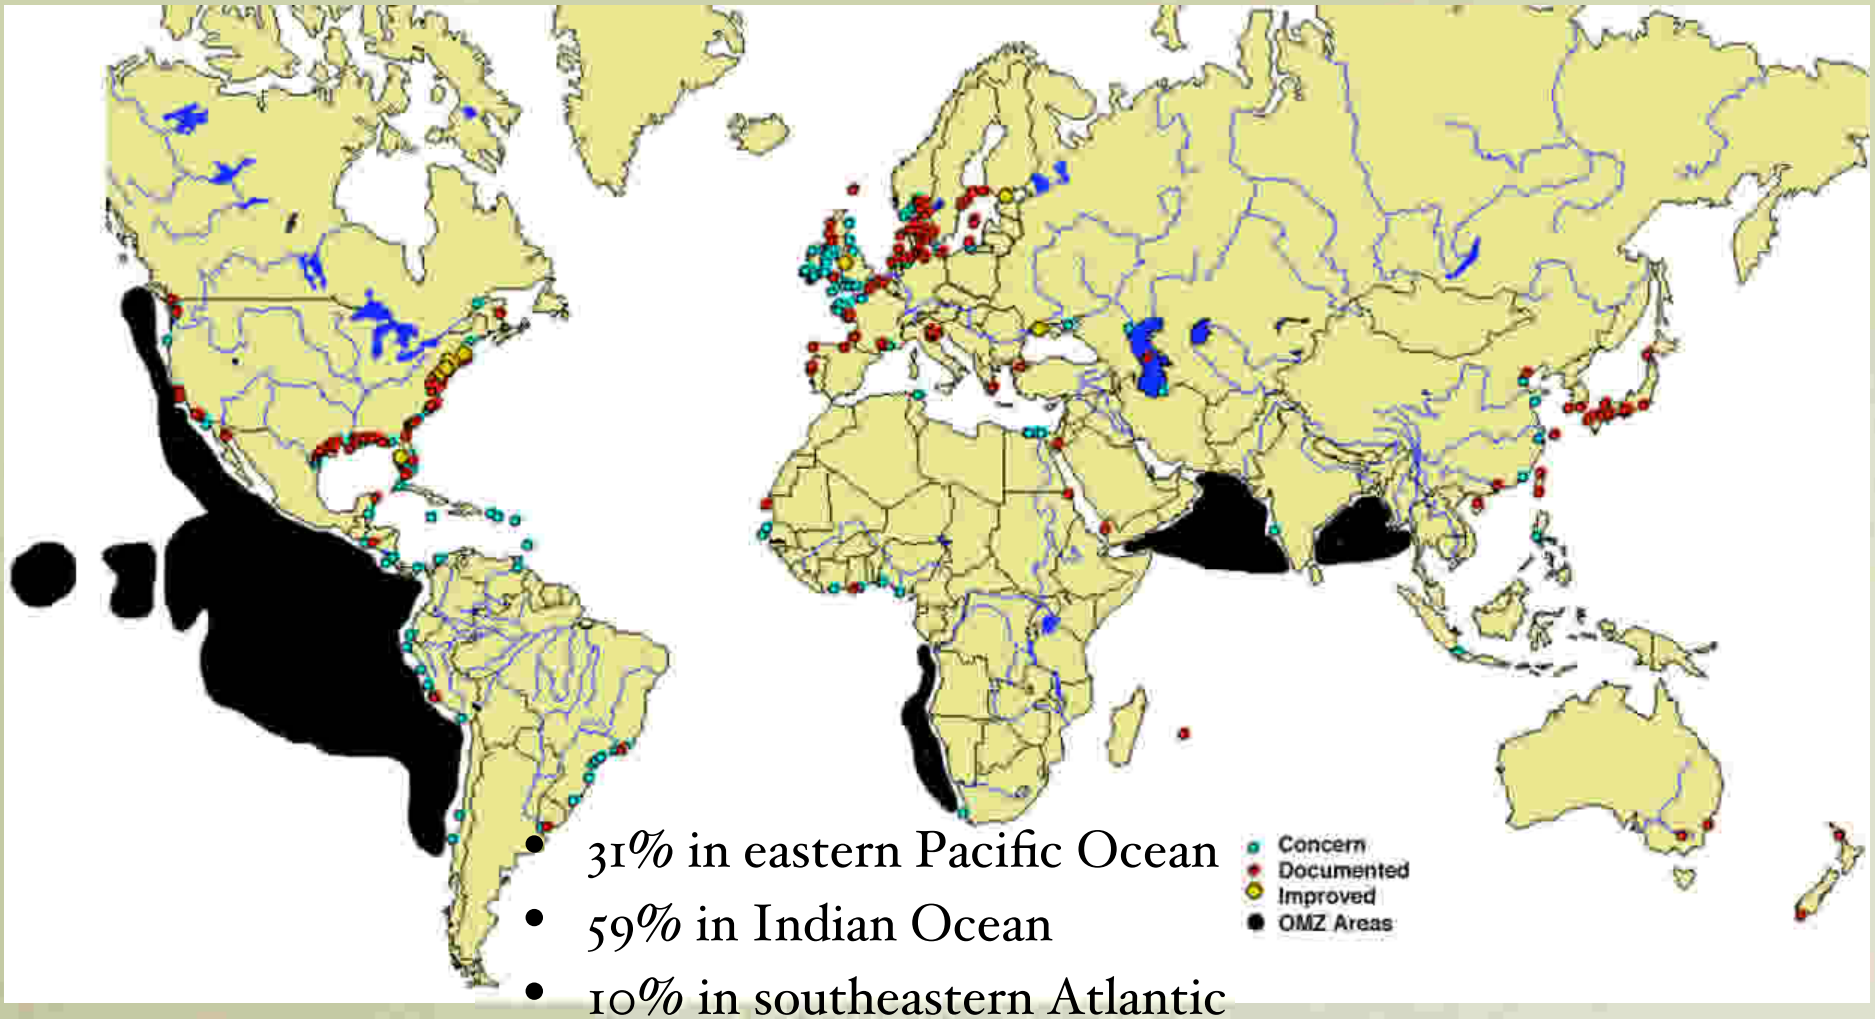 • 31% in eastern Pacific Ocean
• 59% in Indian Ocean
• 10% in southeastern Atlantic
Concern
Documented
Improved
OMZ Areas